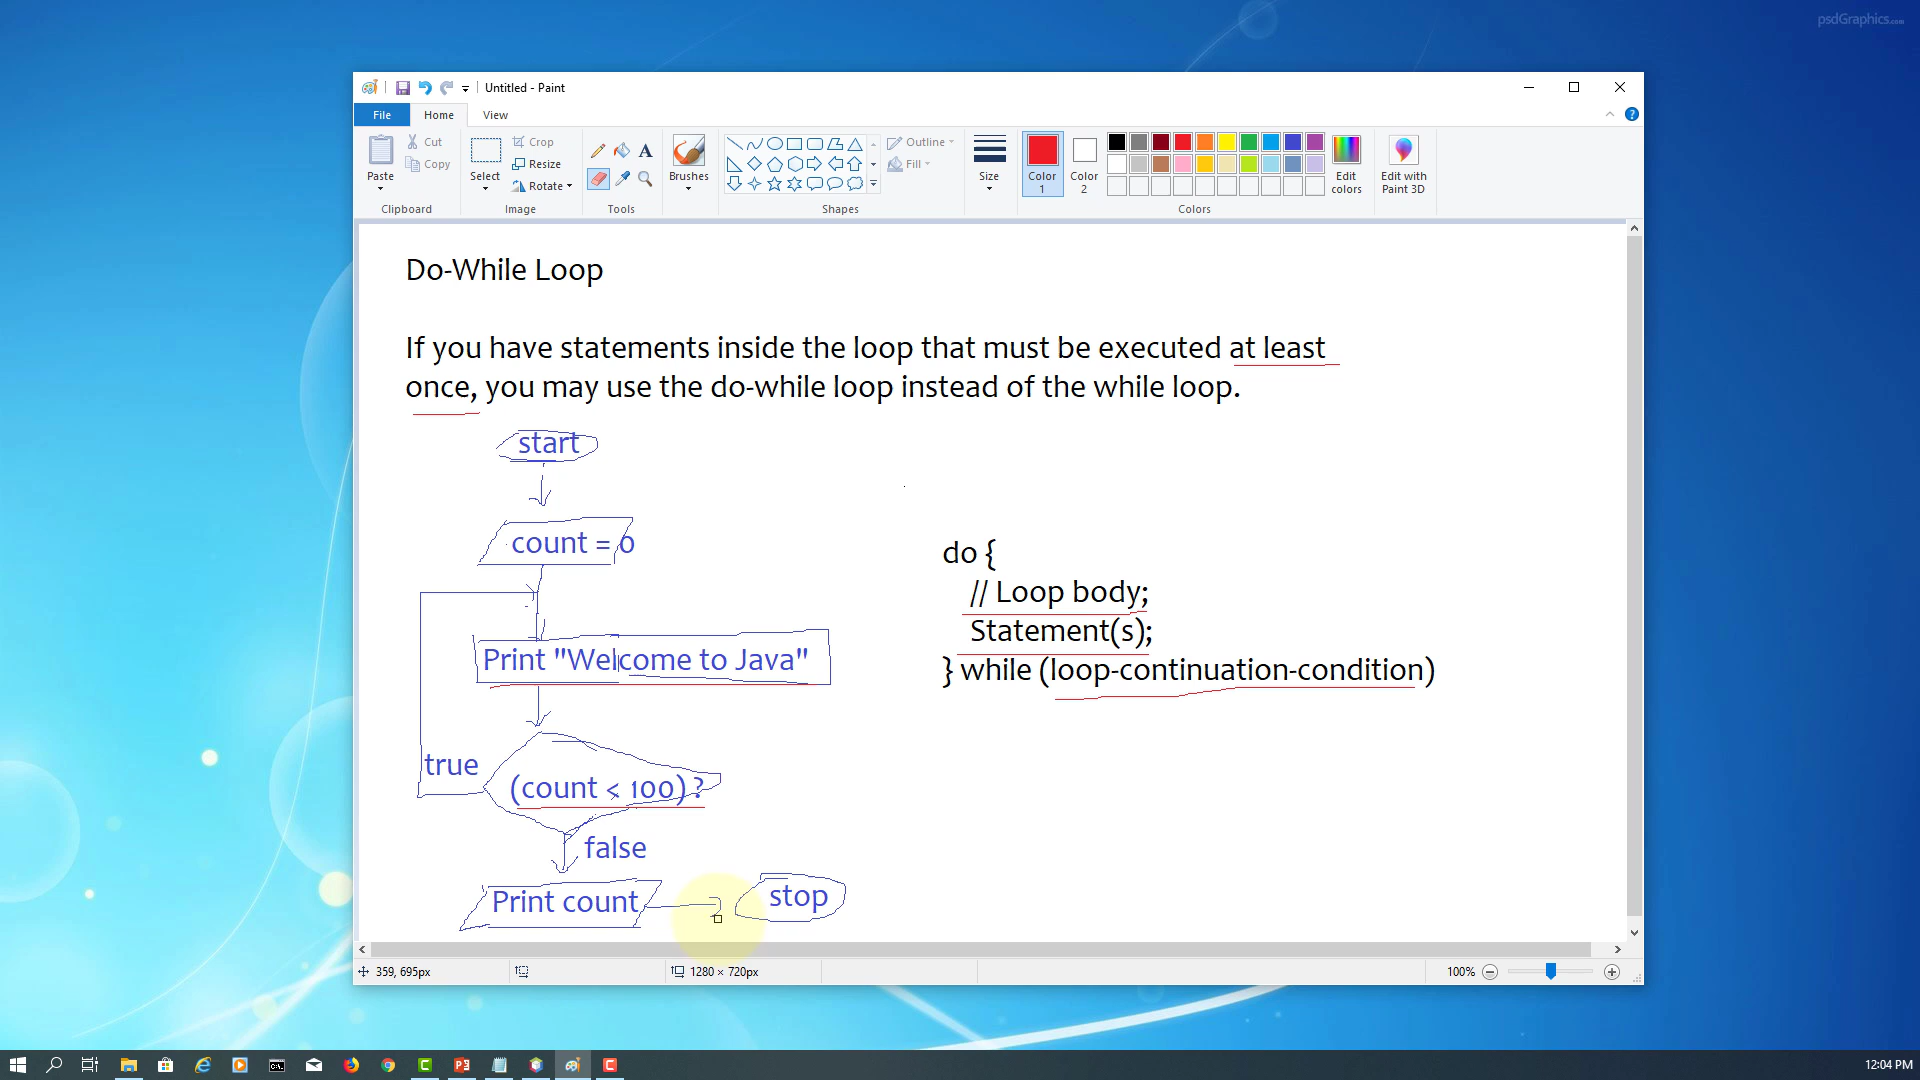 psdGraphics.com
Untitled - Paint
File
Home
View
Paste
Cut
Copy
Clipboard
Select
Crop
Resize
Rotate
Image
A
Tools
Brushes
Outline
Fill
Shapes
Size
Color 1
Color 2
Edit colors
Colors
Edit with Paint 3D
Do-While Loop
If you have statements inside the loop that must be executed at least
once, you may use the do-while loop instead of the while loop.
start
count = 0
Print "Welcome to Java"
true
(count < 100) ?
false
Print count
stop
do {
// Loop body;
Statement(s);
} while (loop-continuation-condition)
359, 695px
1280 × 720px
100%
12:04 PM